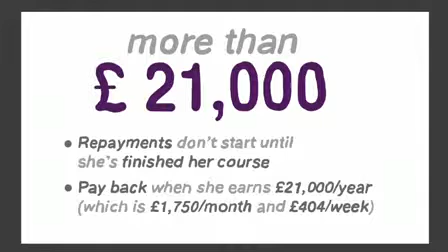 more than
£ 21,000
• Repayments don't start until
she's finished her course
• Pay back when she earns £21,000/year
(which is £1,750/month and £404/week)